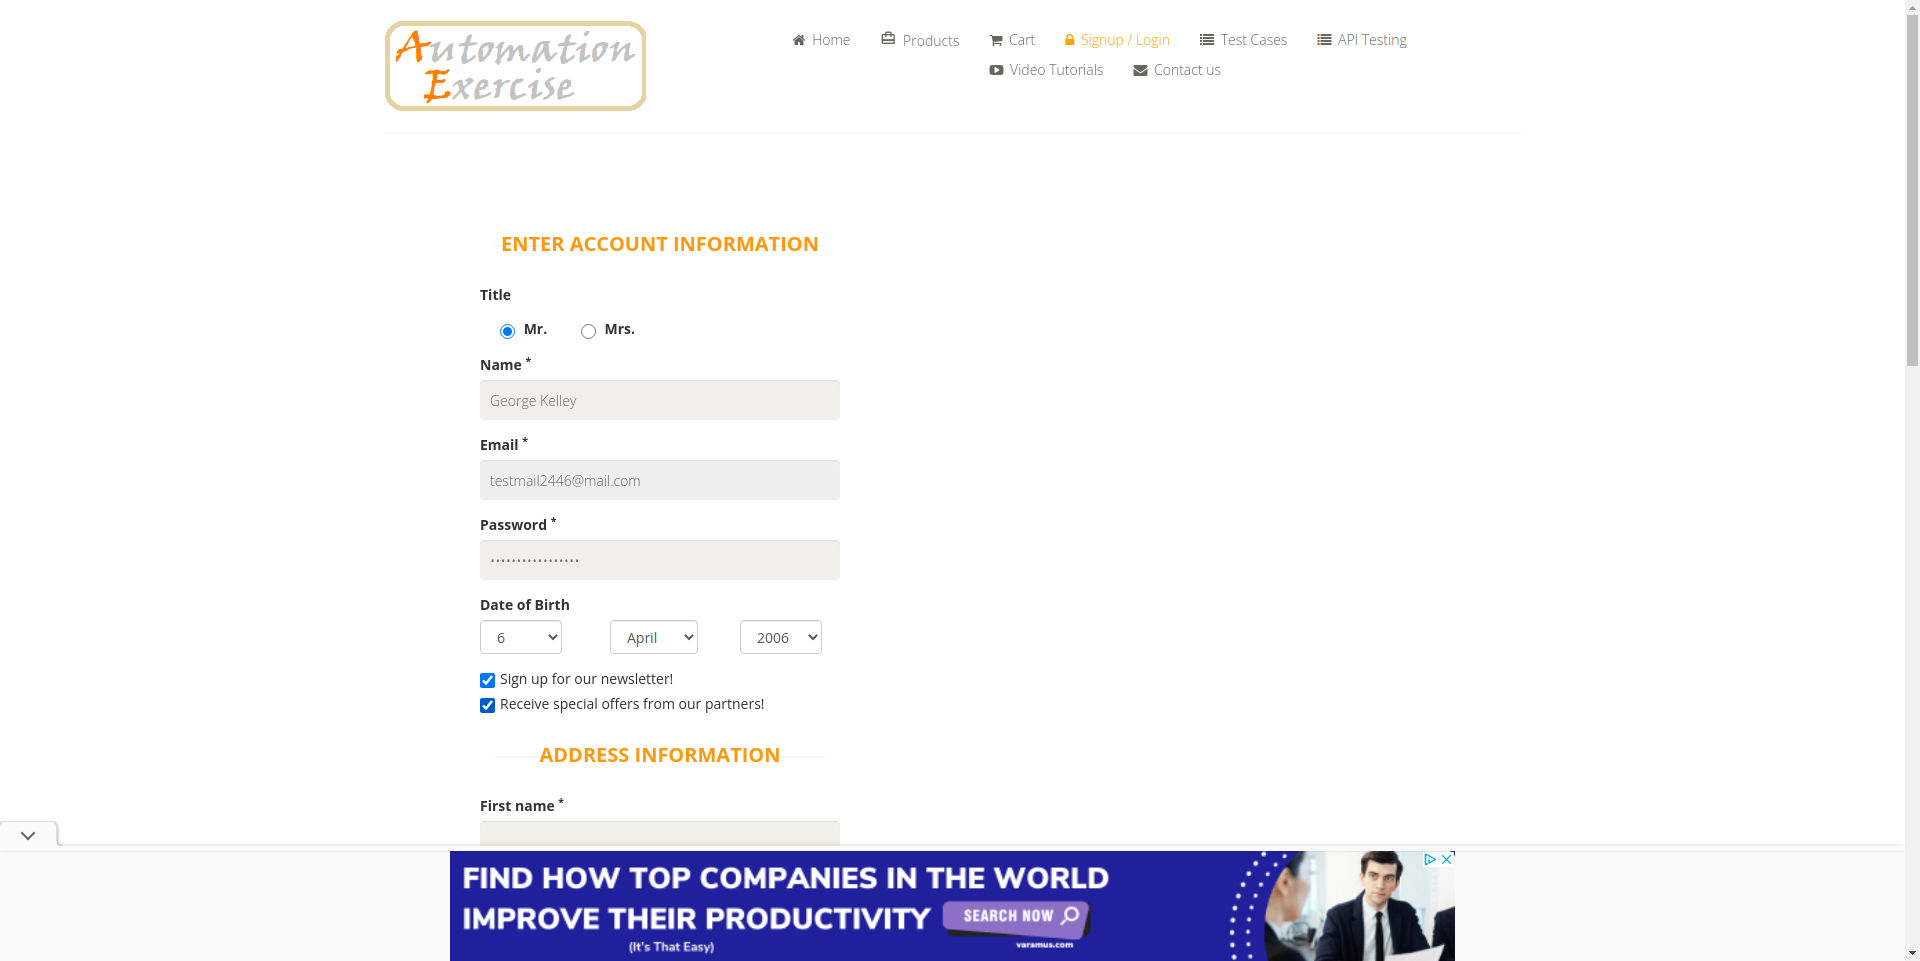 Automation
Exercise
Home
Products
Cart
Signup / Login
Test Cases
API Testing
Video Tutorials
Contact us
ENTER ACCOUNT INFORMATION
Title
Mr.
Mrs.
Name *
George Kelley
Email *
testmail2446@mail.com
Password *
•••••••••••••••••
Date of Birth
6
April
2006
Sign up for our newsletter!
Receive special offers from our partners!
ADDRESS INFORMATION
First name *
FIND HOW TOP COMPANIES IN THE WORLD
IMPROVE THEIR PRODUCTIVITY
SEARCH NOW
(It's That Easy)
varamus.com